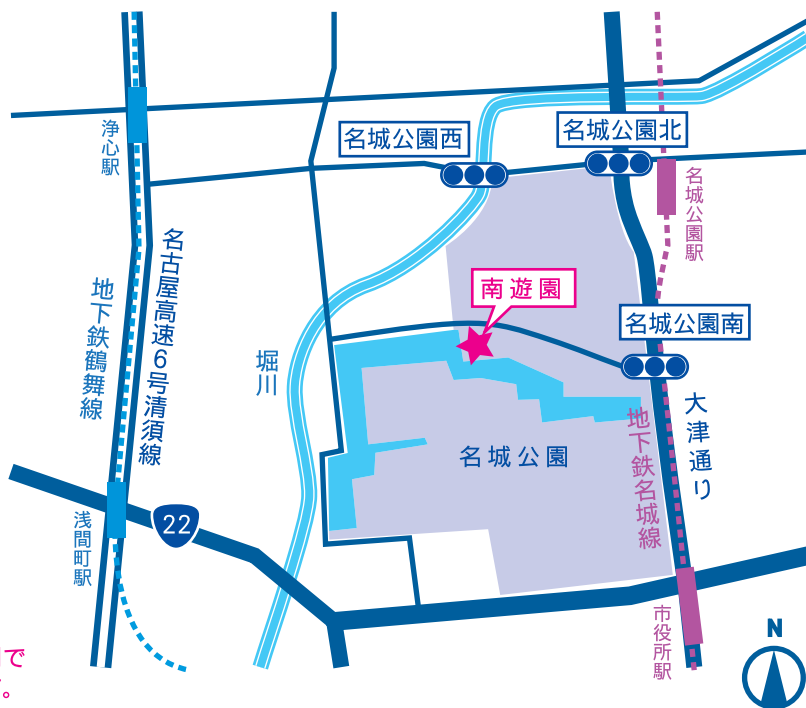 浄心駅
名城公園西
名城公園北
名城公園駅
名古屋高速6号清須線
地下鉄鶴舞線
南遊園
名城公園南
堀川
大津通り
地下鉄名城線
名城公園
22
浅間町駅
市役所駅
N
で
。